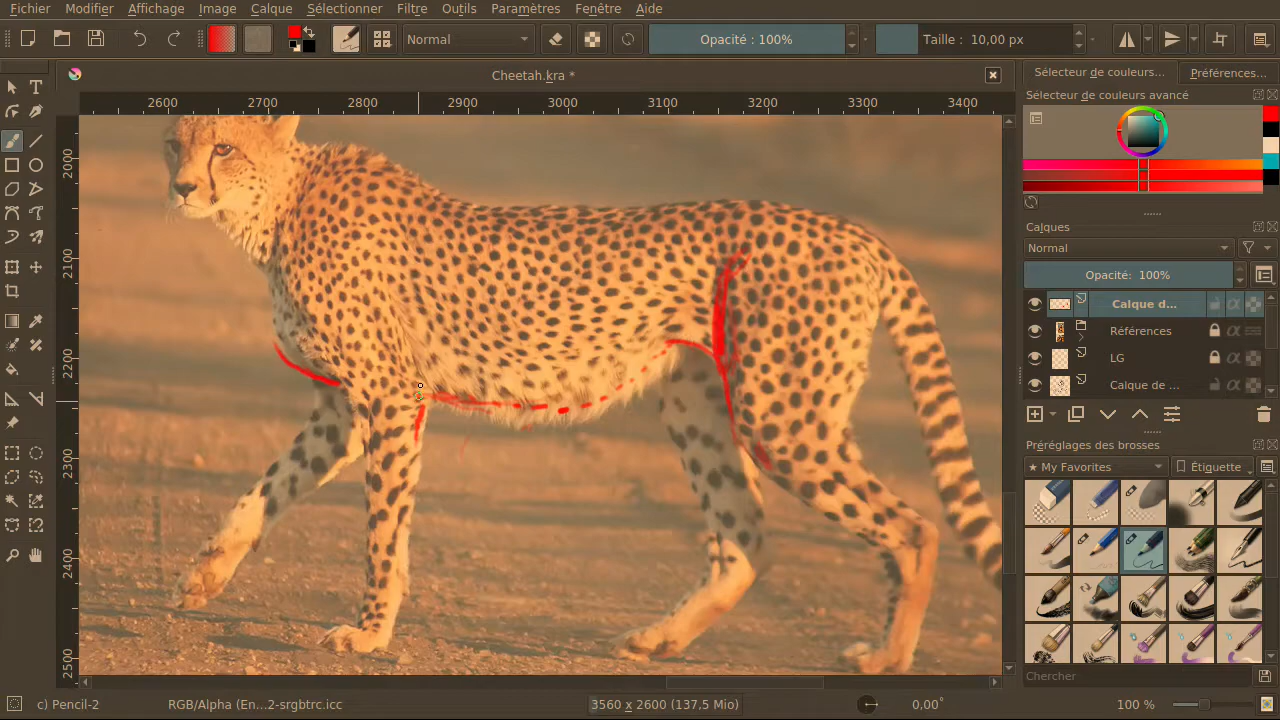 Fichier Modifier Affichage Image Calque Sélectionner Filtre Outils Paramètres Fenêtre Aide
Normal Opacité : 100% Taille : 10,00 px
Cheetah.kra *
Sélecteur de couleurs... Préférences...
Sélecteur de couleurs avancé
2600 2700 2800 2900 3000 3100 3200 3300 3400
2000
2100
2200
2300
2400
2500
Calques
Normal
Opacité: 100%
Calque d...
Références
LG
Calque de ...
Préréglages des brosses
★ My Favorites Étiquette
Chercher
c) Pencil-2 RGB/Alpha (En...2-srgbtrc.icc 3560 x 2600 (137,5 Mio) 0,00° 100 %